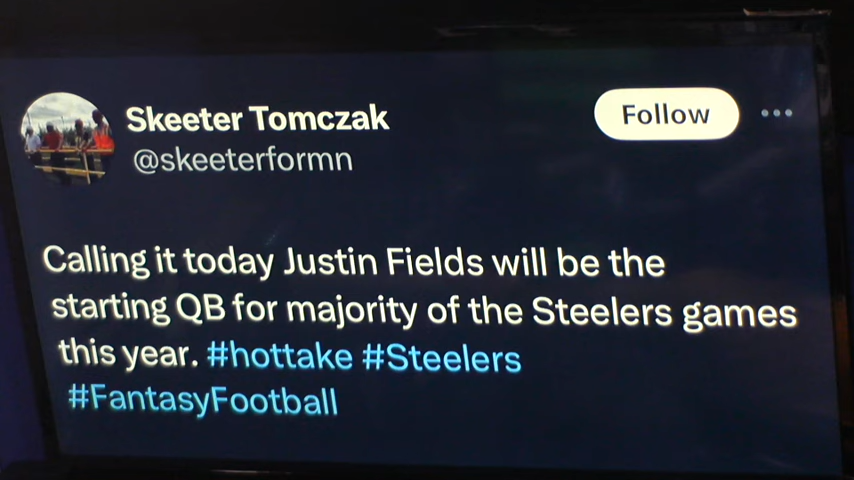 Skeeter Tomczak
@skeeterformn
Follow
Calling it today Justin Fields will be the
starting QB for majority of the Steelers games
this year. #hottake #Steelers
#FantasyFootball